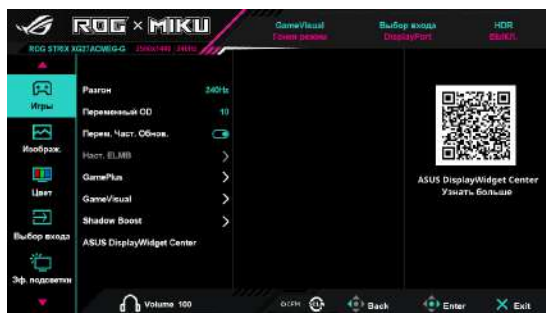 ROG × MIKU
GameVisual
Гонки режим
Выбор входа
DisplayPort
HDR
ВЫКЛ.
ROG STRIX XG27ACMEG-G 2560x1440 240Hz
Игры
Изображ.
Цвет
Выбор входа
Эф. подсветки
Разгон 240Hz
Переменный OD 10
Перем. Част. Обнов.
Наст. ELMB
GamePlus
GameVisual
Shadow Boost
ASUS DisplayWidget Center
ASUS DisplayWidget Center
Узнать больше
Volume 100
Back
Enter
Exit